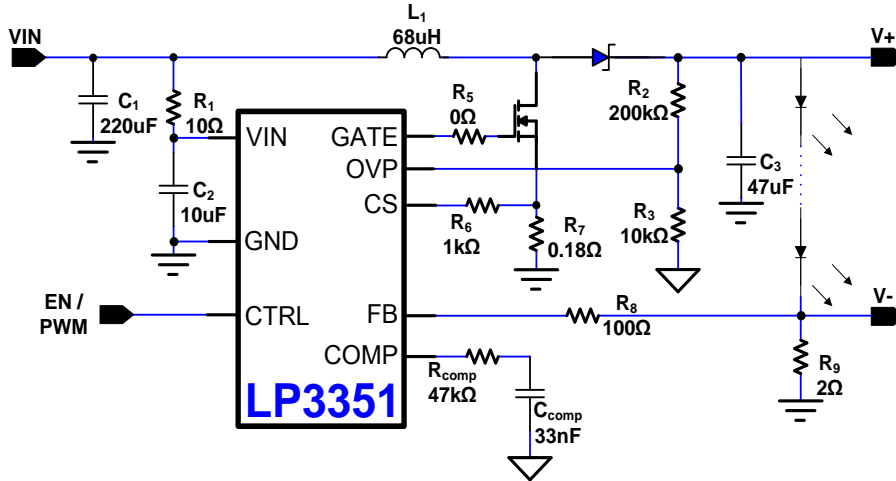 L1
68uH
VIN
V+
C1
220uF
R1
10Ω
R5
0Ω
R2
200kΩ
VIN
GATE
OVP
CS
C2
10uF
C3
47uF
R6
1kΩ
R7
0.18Ω
R3
10kΩ
GND
EN /
PWM
CTRL
FB
R8
100Ω
V-
COMP
Rcomp
47kΩ
R9
2Ω
LP3351
Ccomp
33nF